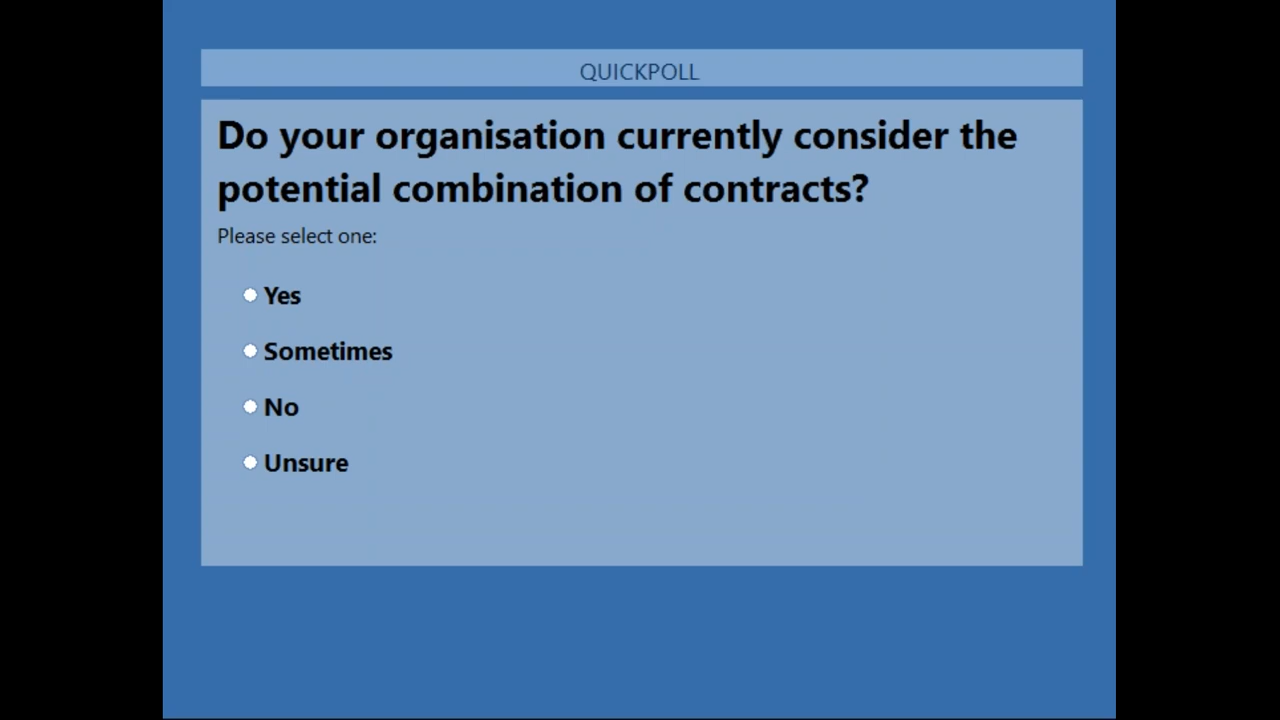 QUICKPOLL
Do your organisation currently consider the
potential combination of contracts?
Please select one:
Yes
Sometimes
No
Unsure